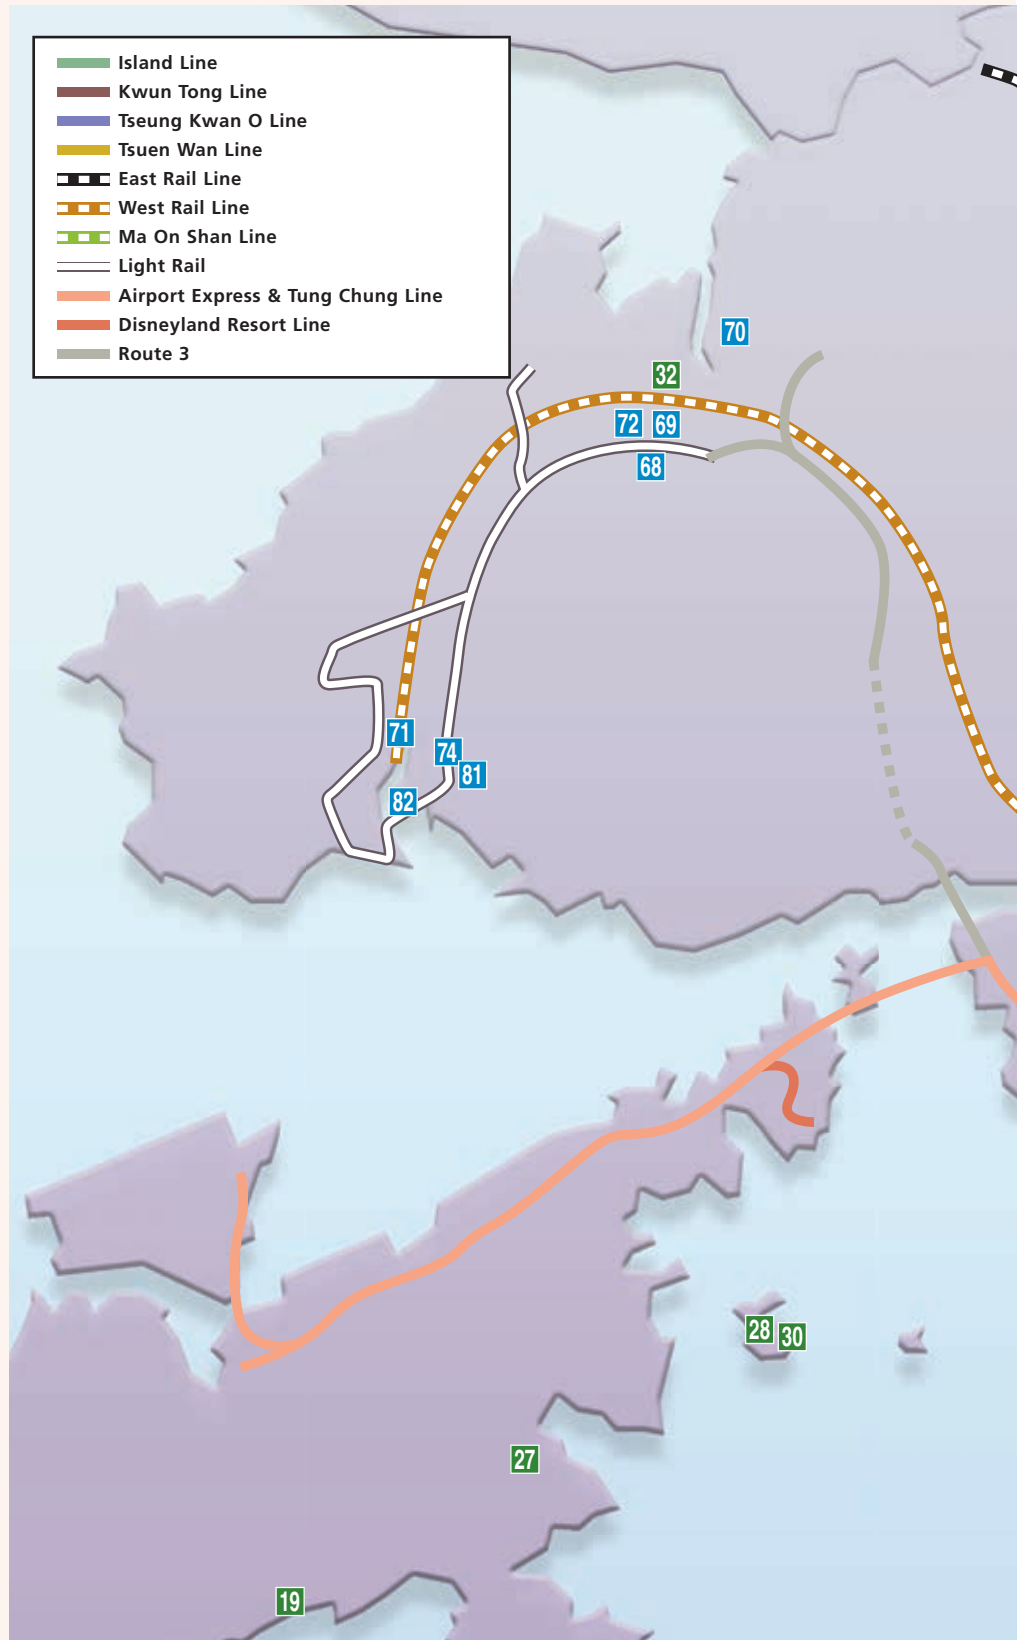 Island Line
Kwun Tong Line
Tseung Kwan O Line
Tsuen Wan Line
East Rail Line
West Rail Line
Ma On Shan Line
Light Rail
Airport Express & Tung Chung Line
Disneyland Resort Line
Route 3
70
32
72
69
68
71
74
81
82
28
30
27
19